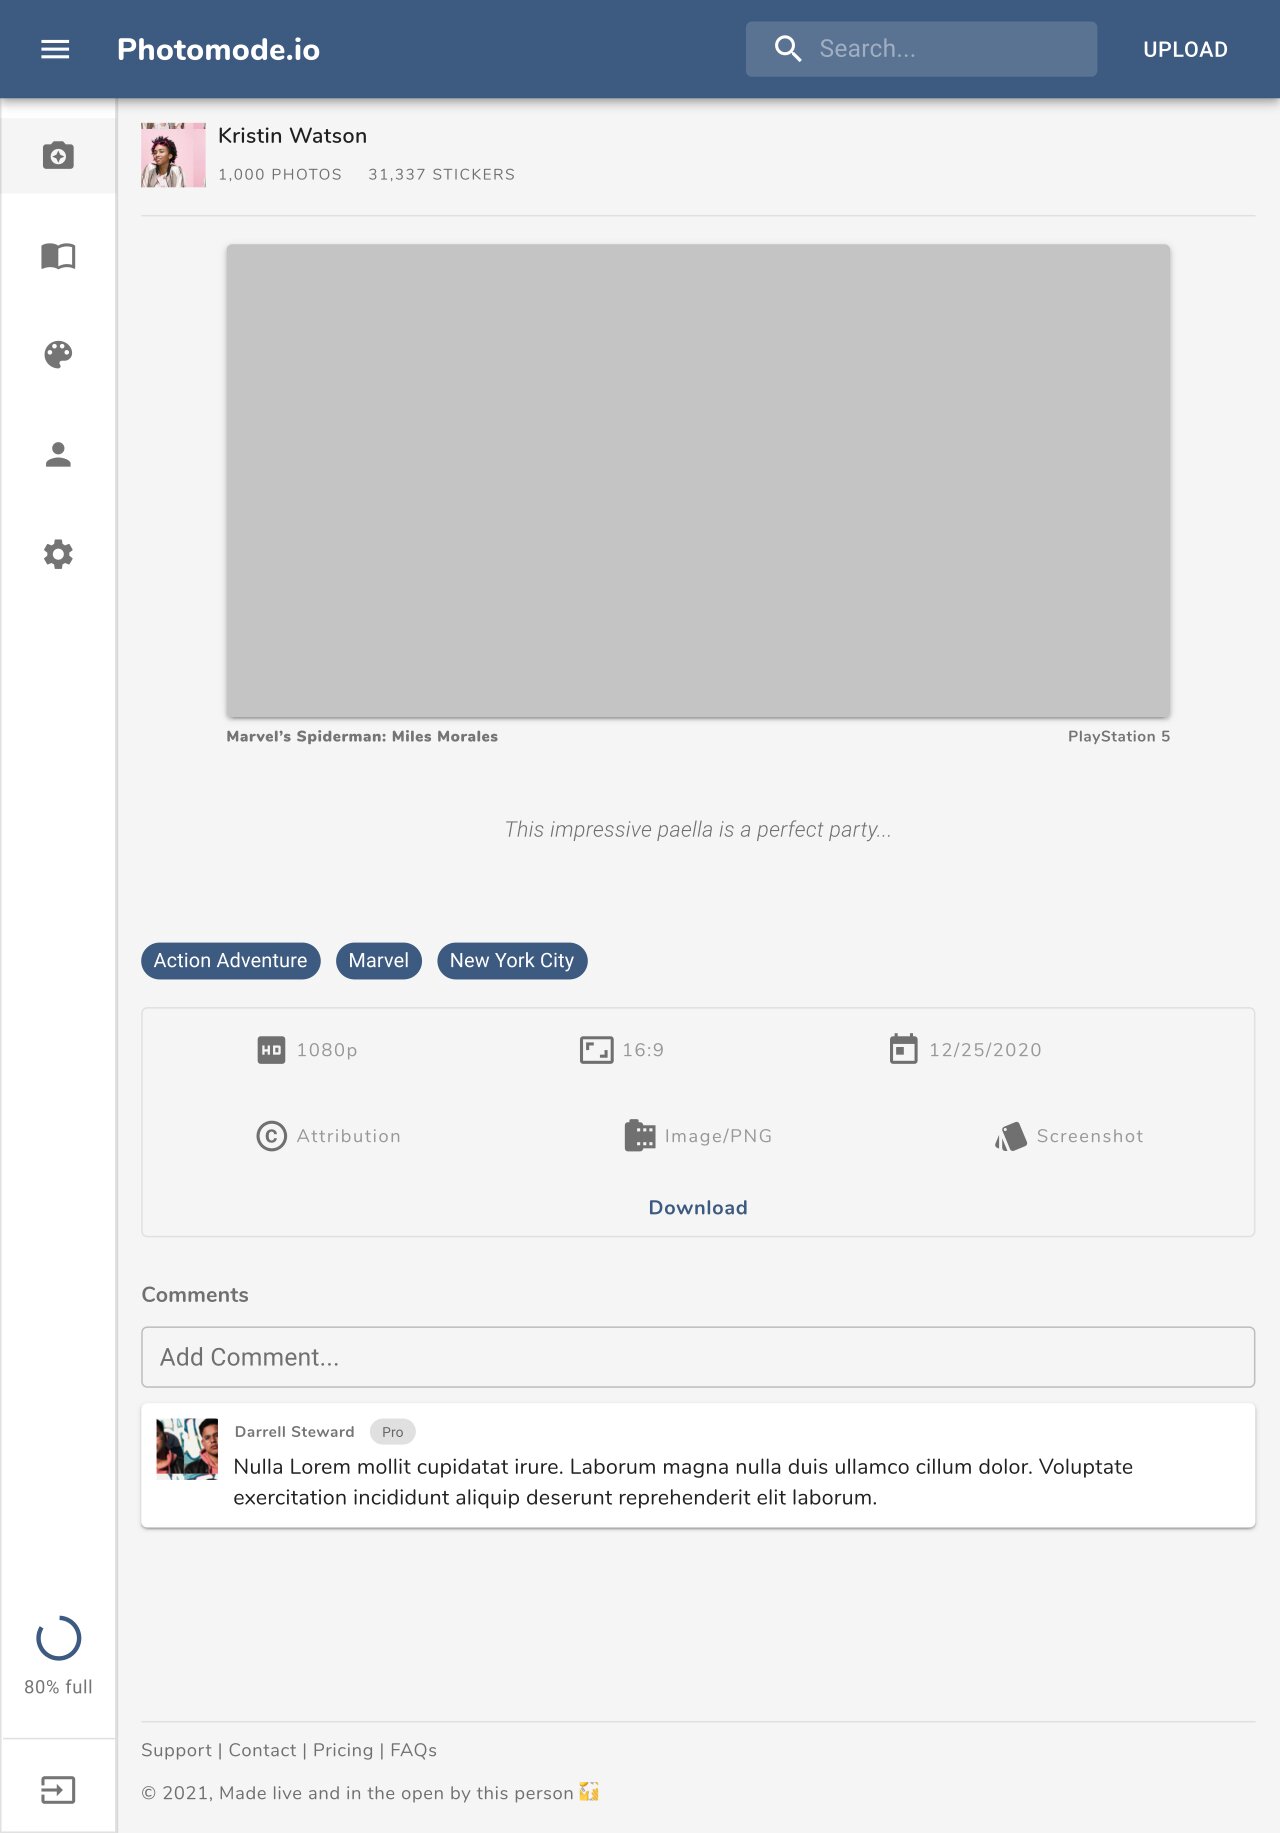 Photomode.io
Search...
UPLOAD
Kristin Watson
1,000 PHOTOS 31,337 STICKERS
Marvel’s Spiderman: Miles Morales
PlayStation 5
This impressive paella is a perfect party...
Action Adventure
Marvel
New York City
HD 1080p
16:9
12/25/2020
Attribution
Image/PNG
Screenshot
Download
Comments
Add Comment...
Darrell Steward Pro
Nulla Lorem mollit cupidatat irure. Laborum magna nulla duis ullamco cillum dolor. Voluptate
exercitation incididunt aliquip deserunt reprehenderit elit laborum.
80% full
Support | Contact | Pricing | FAQs
© 2021, Made live and in the open by this person